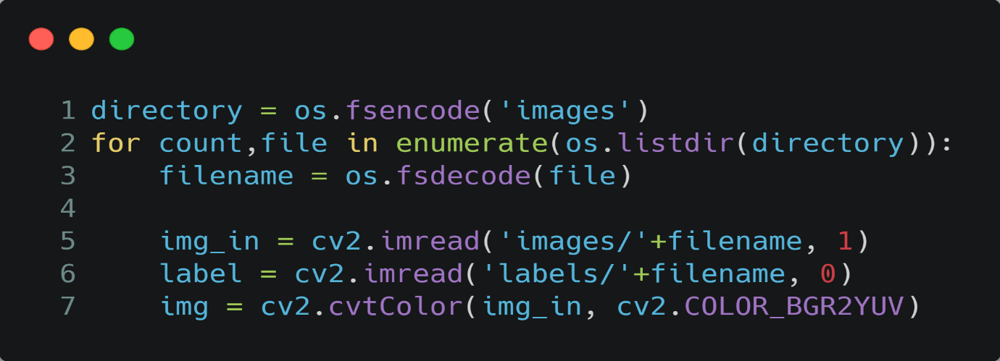 1 directory = os.fsencode('images')
2 for count,file in enumerate(os.listdir(directory)):
3     filename = os.fsdecode(file)
4
5     img_in = cv2.imread('images/'+filename, 1)
6     label = cv2.imread('labels/'+filename, 0)
7     img = cv2.cvtColor(img_in, cv2.COLOR_BGR2YUV)